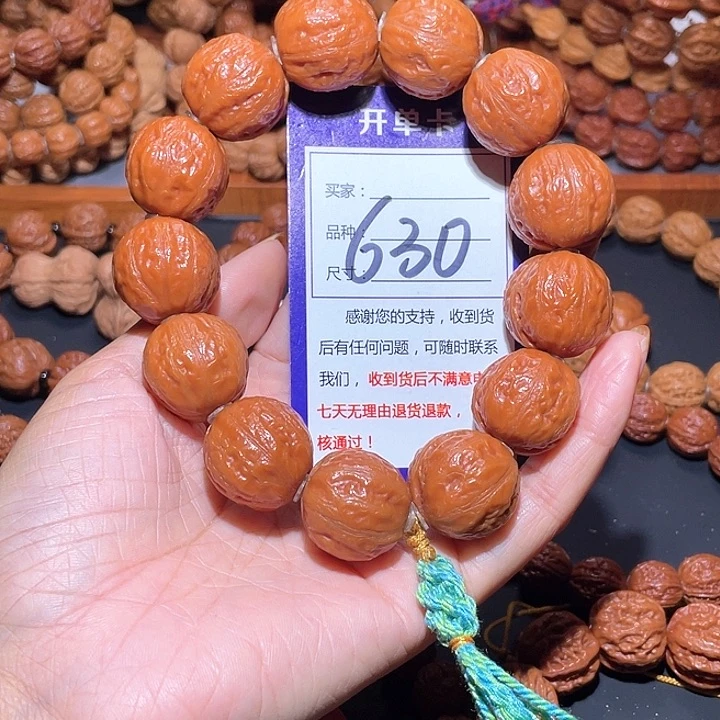 开单卡
买家：
品种：
630
尺寸：
感谢您的支持，收到货
后有任何问题，可随时联系
我们，收到货后不满意
七天无理由退货退款，
核通过！